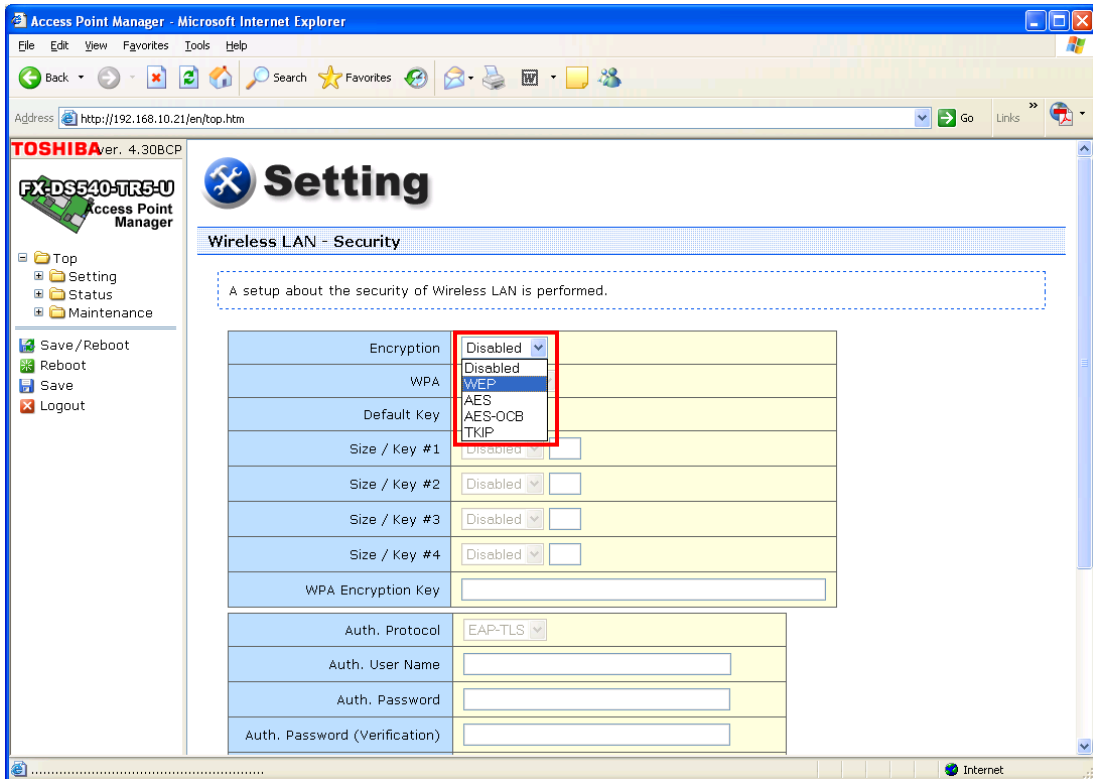 Access Point Manager - Microsoft Internet Explorer
File Edit View Favorites Tools Help
Back Search Favorites W
Address http://192.168.10.21/en/top.htm Go Links »
TOSHIBA ver. 4.30BCP
FX-DS540-TR5-U
Access Point
Manager
Top
Setting
Status
Maintenance
Save/Reboot
Reboot
Save
Logout
Setting
Wireless LAN - Security
A setup about the security of Wireless LAN is performed.
Encryption Disabled
Disabled
WEP
AES
AES-OCB
TKIP
WPA
Default Key
Size / Key #1 Disabled
Size / Key #2 Disabled
Size / Key #3 Disabled
Size / Key #4 Disabled
WPA Encryption Key
Auth. Protocol EAP-TLS
Auth. User Name
Auth. Password
Auth. Password (Verification)
Internet